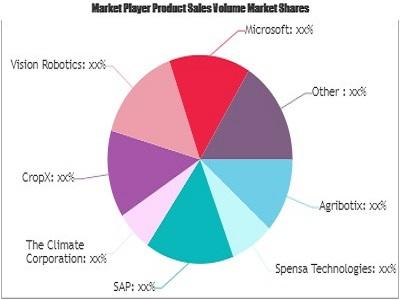 Market Player Product Sales Volume Market Shares
Microsoft: xx%
Vision Robotics: xx%
Other : xx%
CropX: xx%
Agribotix: xx%
The Climate
Corporation: xx%
Spensa Technologies: xx%
SAP: xx%